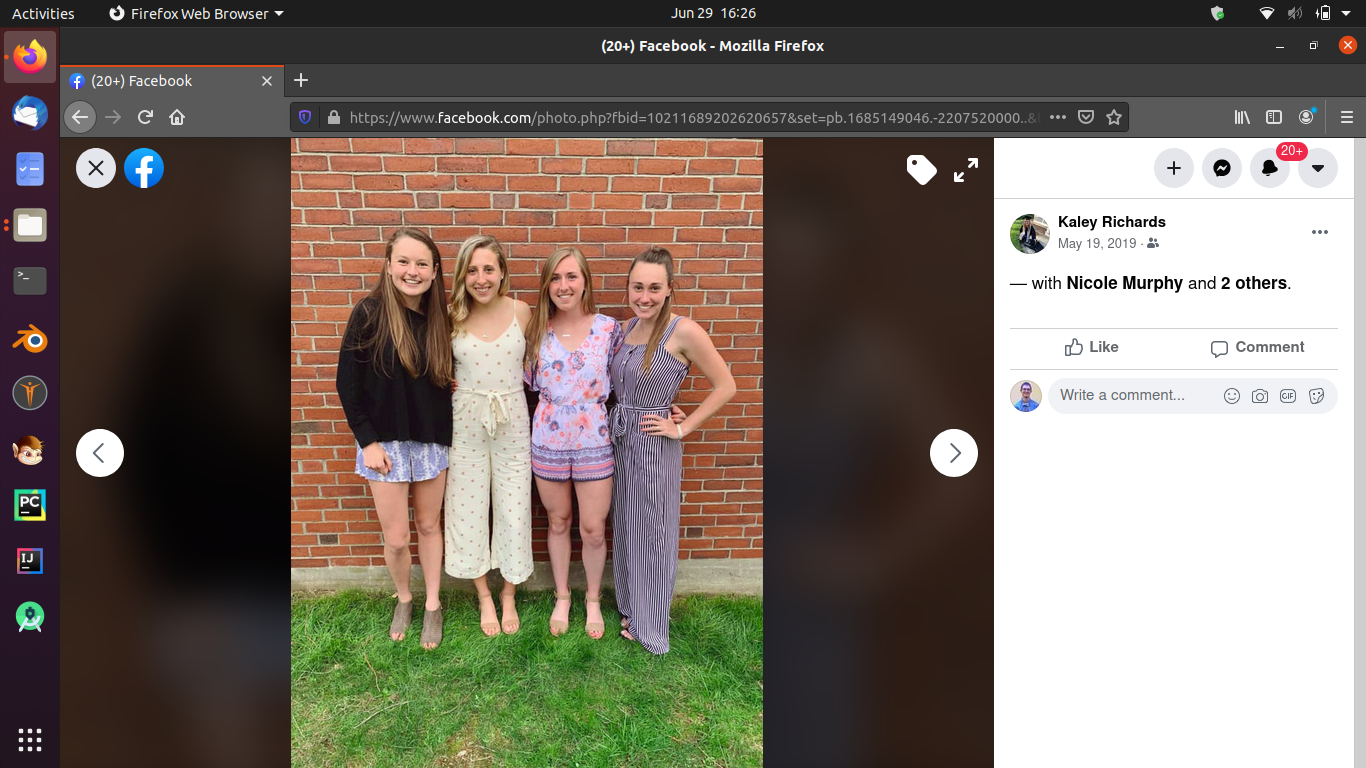 Activities
Firefox Web Browser
Jun 29 16:26
(20+) Facebook - Mozilla Firefox
(20+) Facebook
https://www.facebook.com/photo.php?fbid=10211689202620657&set=pb.1685149046.-2207520000..&
20+
Kaley Richards
May 19, 2019 ·
— with Nicole Murphy and 2 others.
Like
Comment
Write a comment...
GIF
>_
PC
IJ